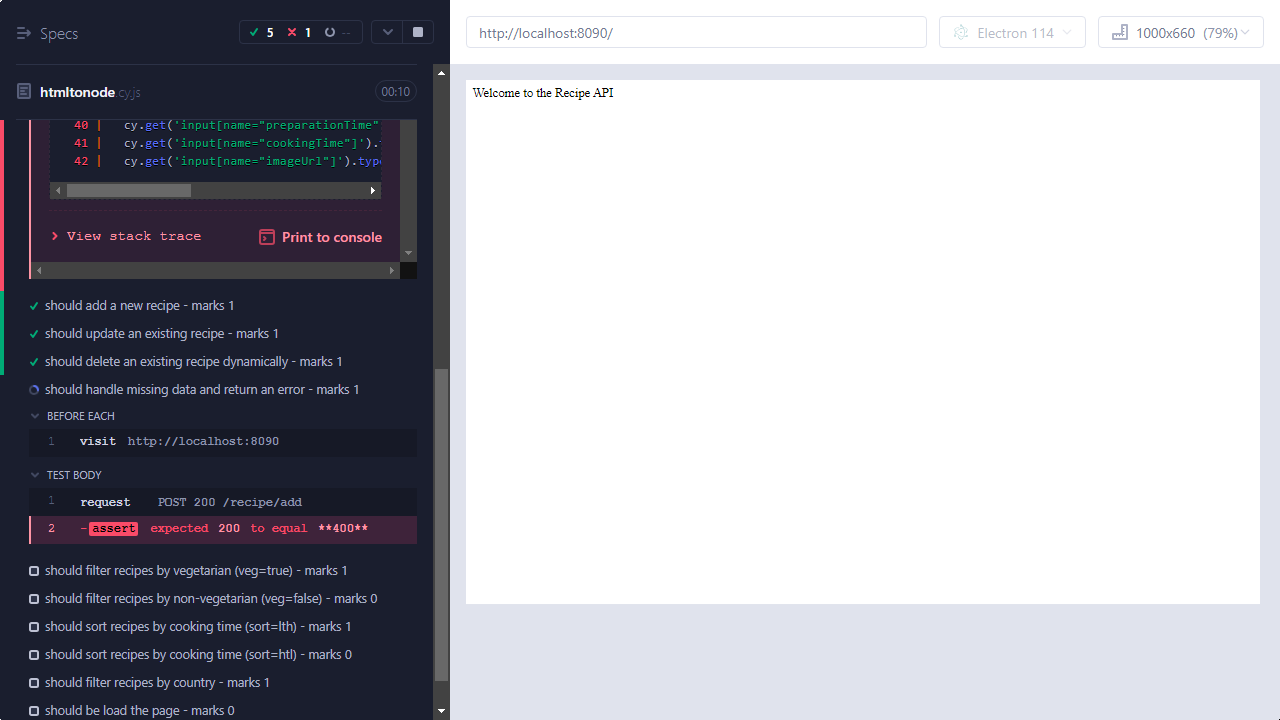 Specs
5 1 --
htmltonode.cy.js
00:10
40 | cy.get('input[name="preparationTime"
41 | cy.get('input[name="cookingTime"]').
42 | cy.get('input[name="imageUrl"]').type
View stack trace
Print to console
should add a new recipe - marks 1
should update an existing recipe - marks 1
should delete an existing recipe dynamically - marks 1
should handle missing data and return an error - marks 1
BEFORE EACH
1 visit http://localhost:8090
TEST BODY
1 request POST 200 /recipe/add
2 -assert expected 200 to equal **400**
should filter recipes by vegetarian (veg=true) - marks 1
should filter recipes by non-vegetarian (veg=false) - marks 0
should sort recipes by cooking time (sort=lth) - marks 1
should sort recipes by cooking time (sort=htl) - marks 0
should filter recipes by country - marks 1
should be load the page - marks 0
http://localhost:8090/
Electron 114
1000x660 (79%)
Welcome to the Recipe API